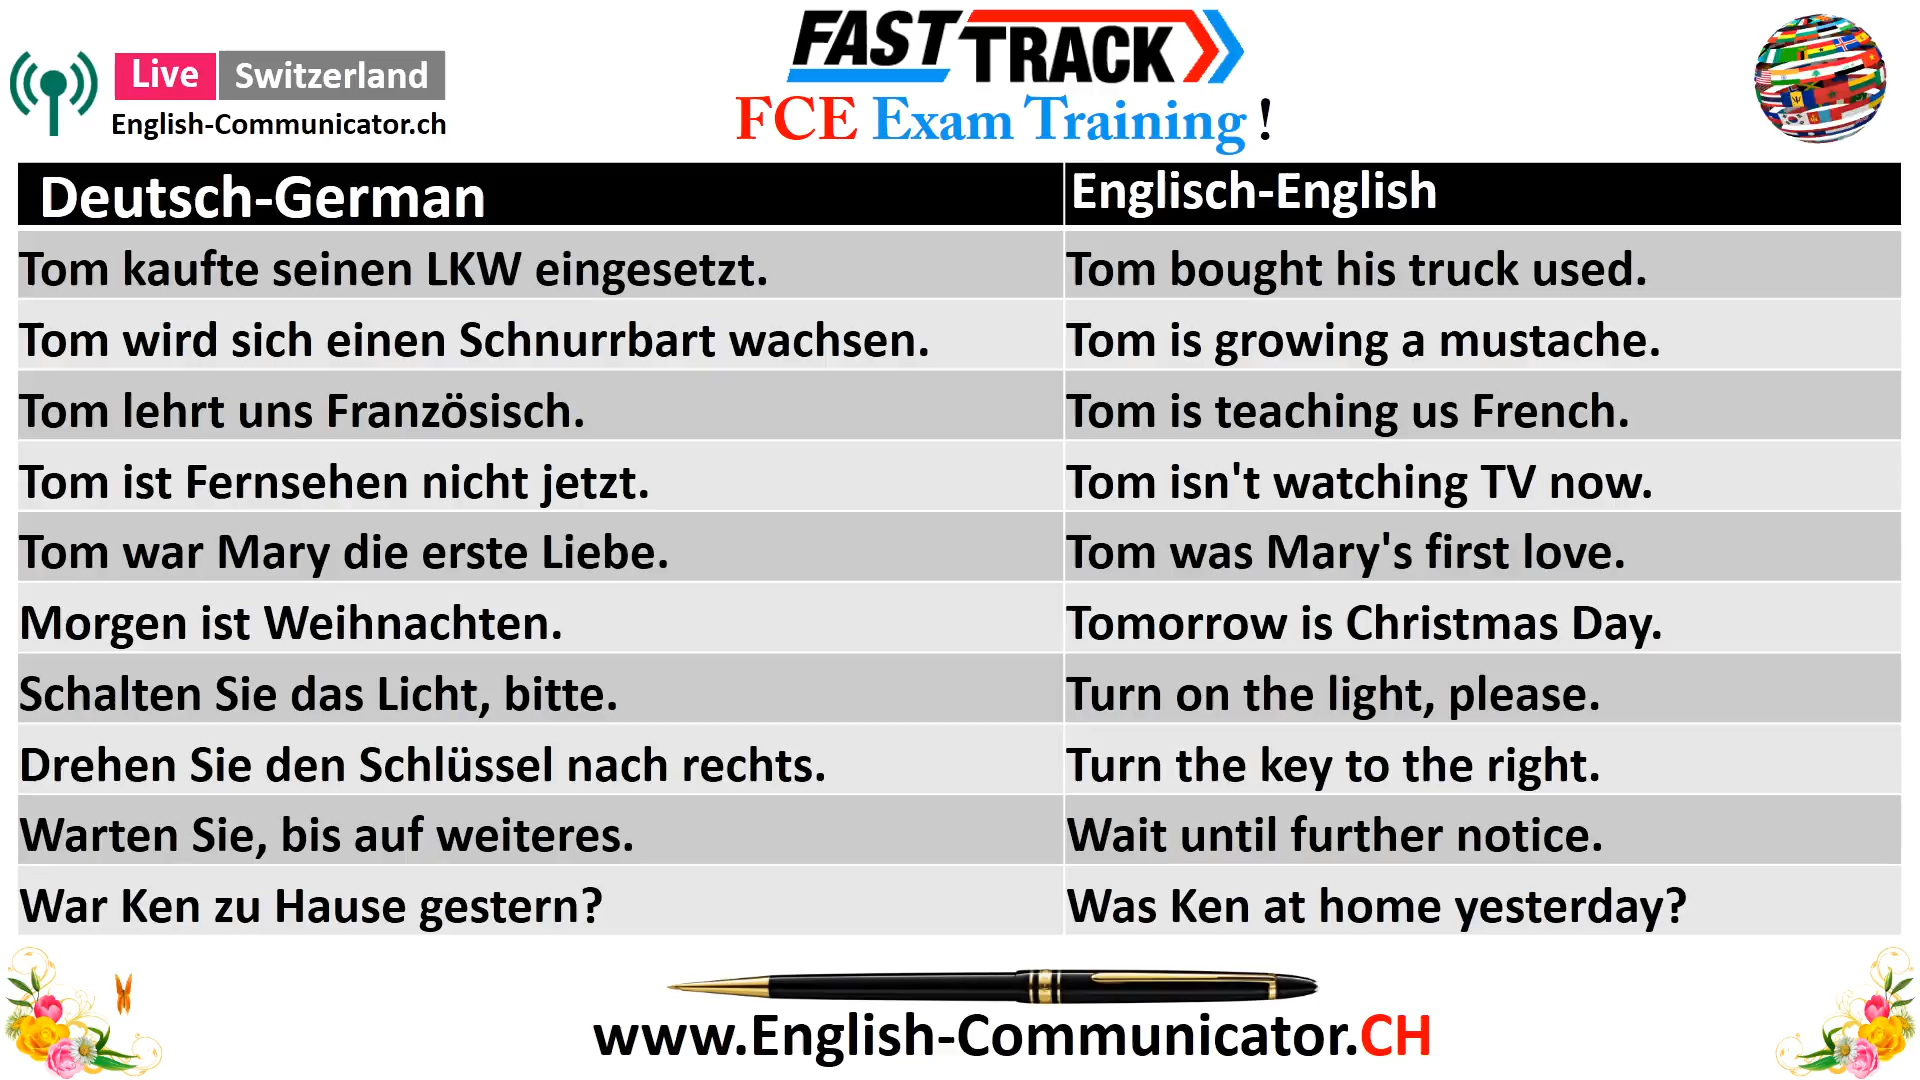 FAST TRACK
Live Switzerland
English-Communicator.ch
FCE Exam Training !
Deutsch-German Englisch-English
Tom kaufte seinen LKW eingesetzt. Tom bought his truck used.
Tom wird sich einen Schnurrbart wachsen. Tom is growing a mustache.
Tom lehrt uns Französisch. Tom is teaching us French.
Tom ist Fernsehen nicht jetzt. Tom isn't watching TV now.
Tom war Mary die erste Liebe. Tom was Mary's first love.
Morgen ist Weihnachten. Tomorrow is Christmas Day.
Schalten Sie das Licht, bitte. Turn on the light, please.
Drehen Sie den Schlüssel nach rechts. Turn the key to the right.
Warten Sie, bis auf weiteres. Wait until further notice.
War Ken zu Hause gestern? Was Ken at home yesterday?
www.English-Communicator.CH